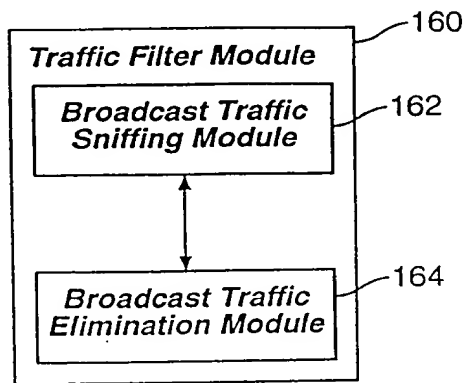 160
Traffic Filter Module
Broadcast Traffic
Sniffing Module
162
Broadcast Traffic
Elimination Module
164